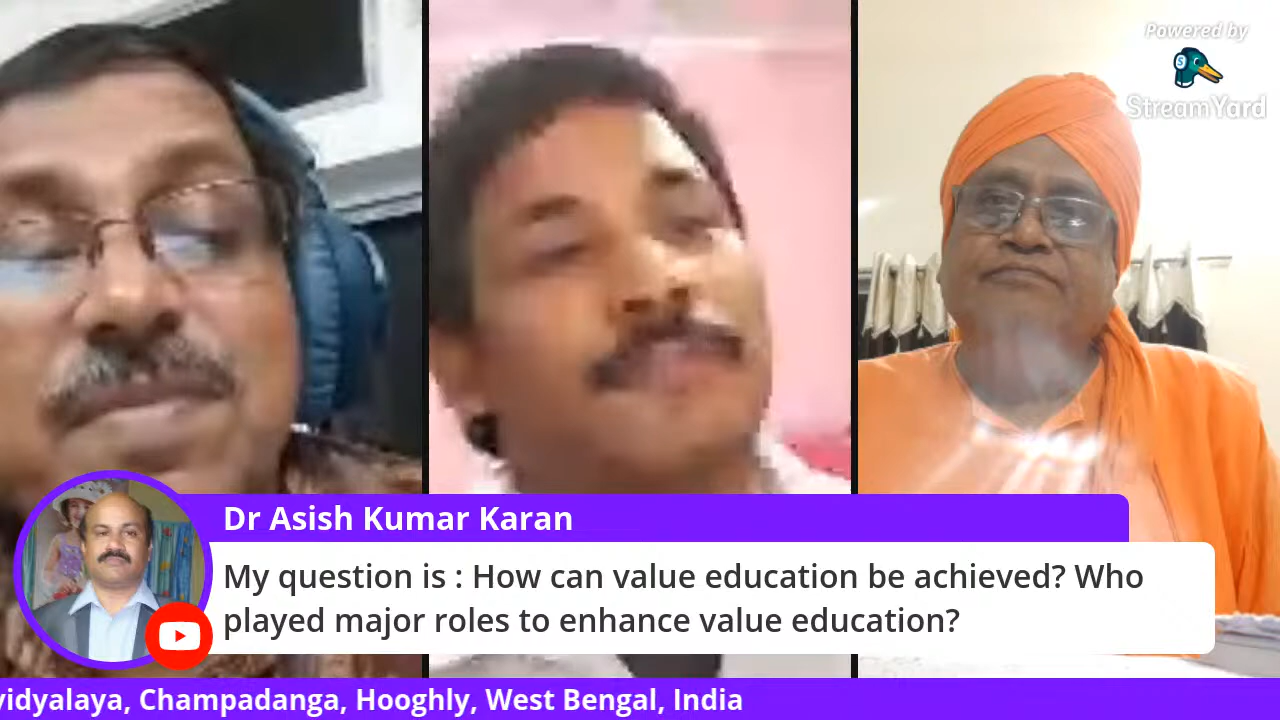 Powered by
S
StreamYard
Dr Asish Kumar Karan
My question is : How can value education be achieved? Who
played major roles to enhance value education?
vidyalaya, Champadanga, Hooghly, West Bengal, India